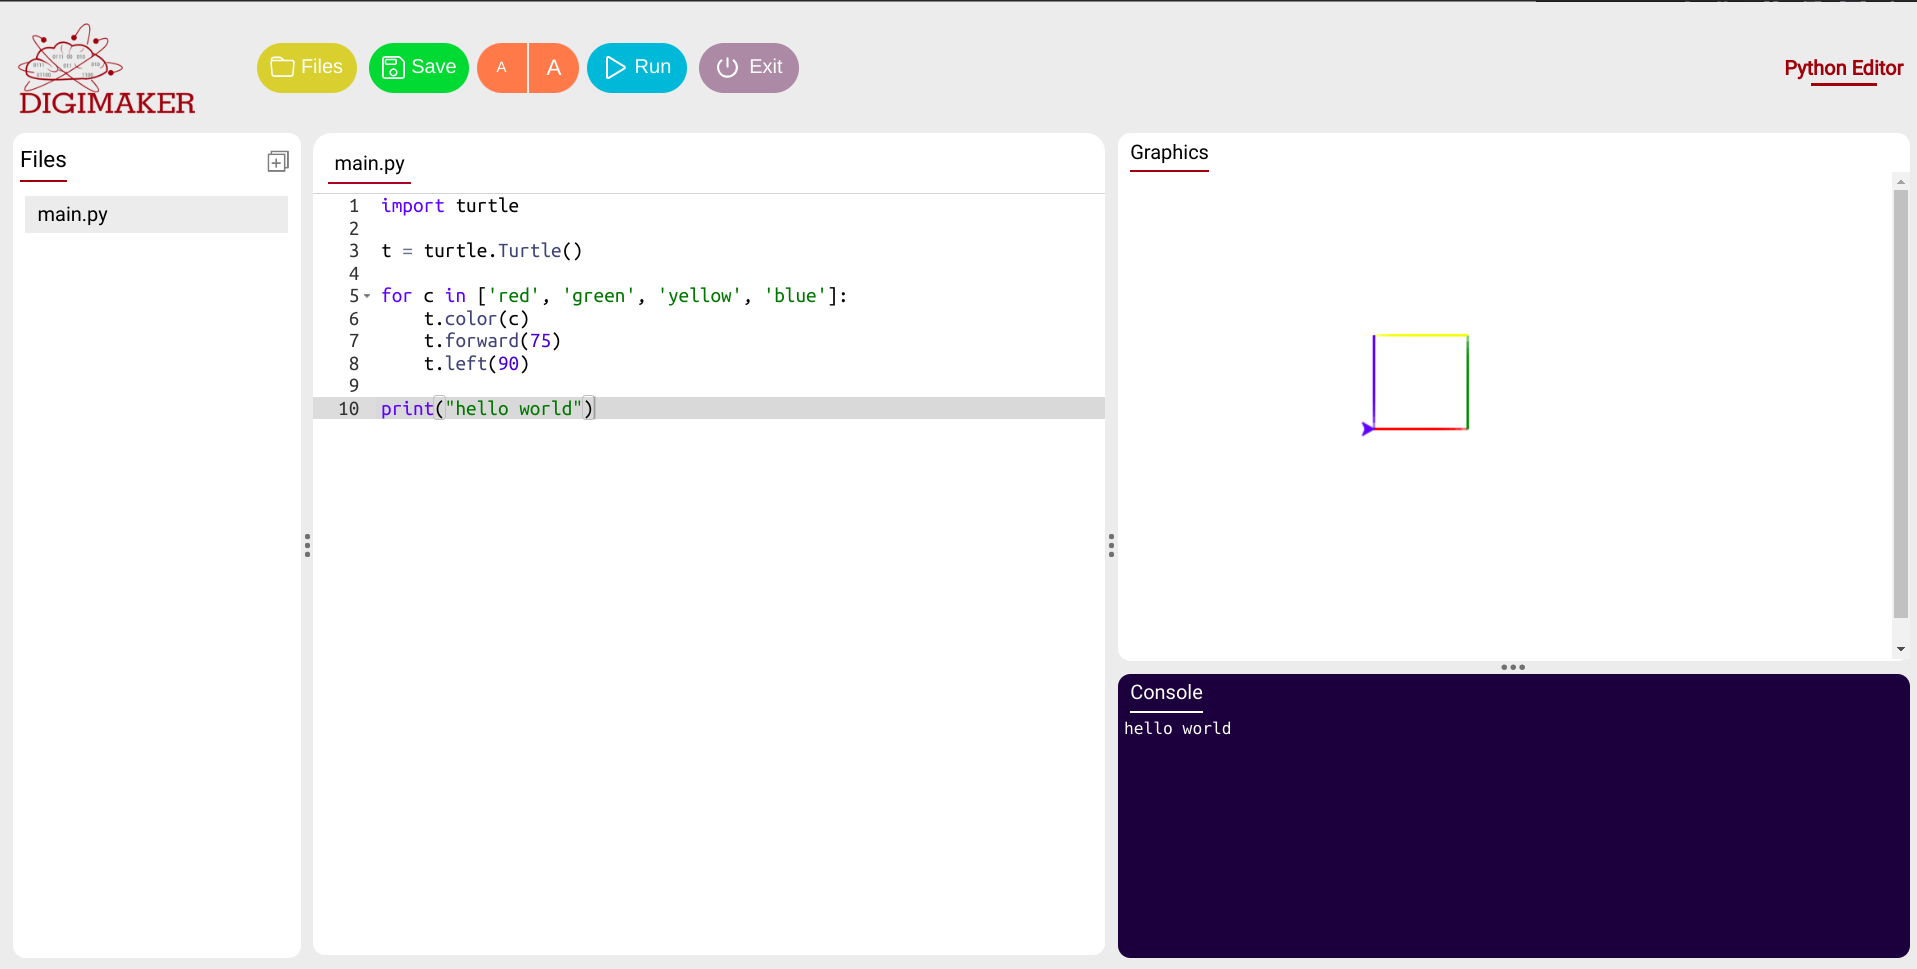 DIGIMAKER
Files
Save
A
A
Run
Exit
Python Editor
Files
main.py
main.py
1 import turtle
2
3 t = turtle.Turtle()
4
5 for c in ['red', 'green', 'yellow', 'blue']:
6     t.color(c)
7     t.forward(75)
8     t.left(90)
9
10 print("hello world")
Graphics
Console
hello world